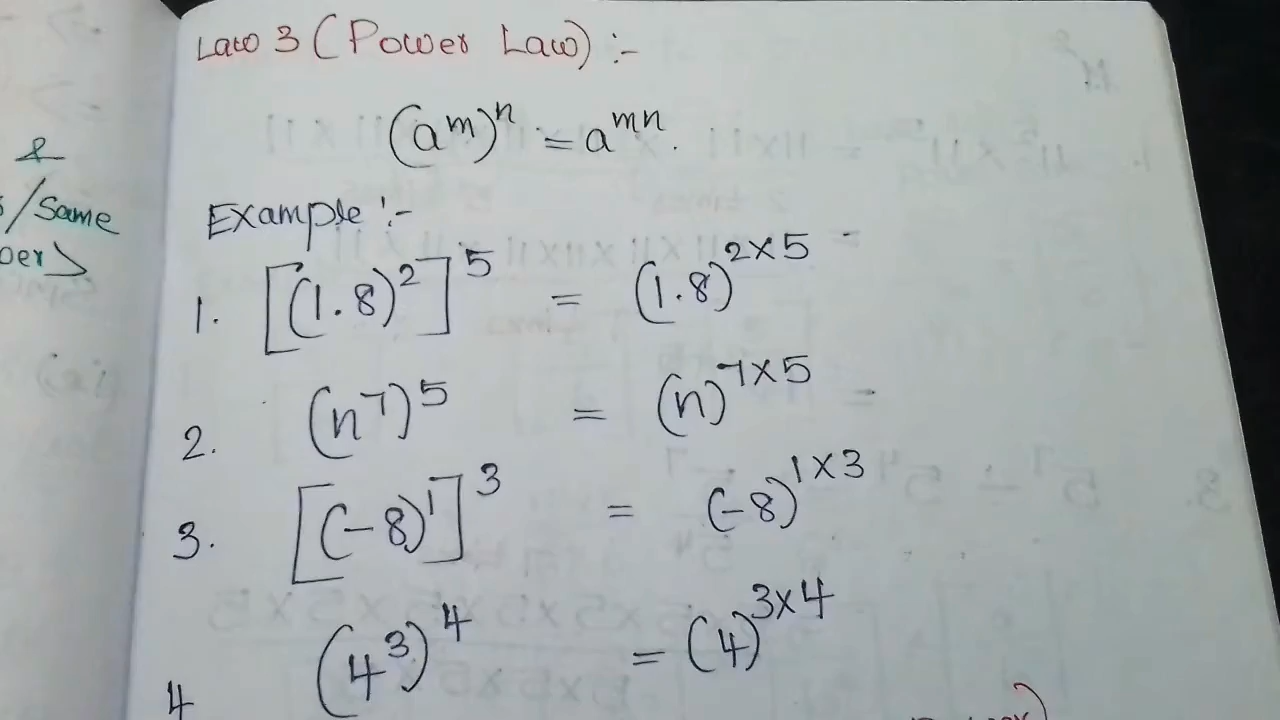 Law 3 (Power Law) :-
(a^m)^n = a^mn.
Example :-
1. [(1.8)^2]^5 = (1.8)^2×5
2. (n^7)^5 = (n)^7×5
3. [(-8)^1]^3 = (-8)^1×3
4 (4^3)^4 = (4)^3×4
&
/Same